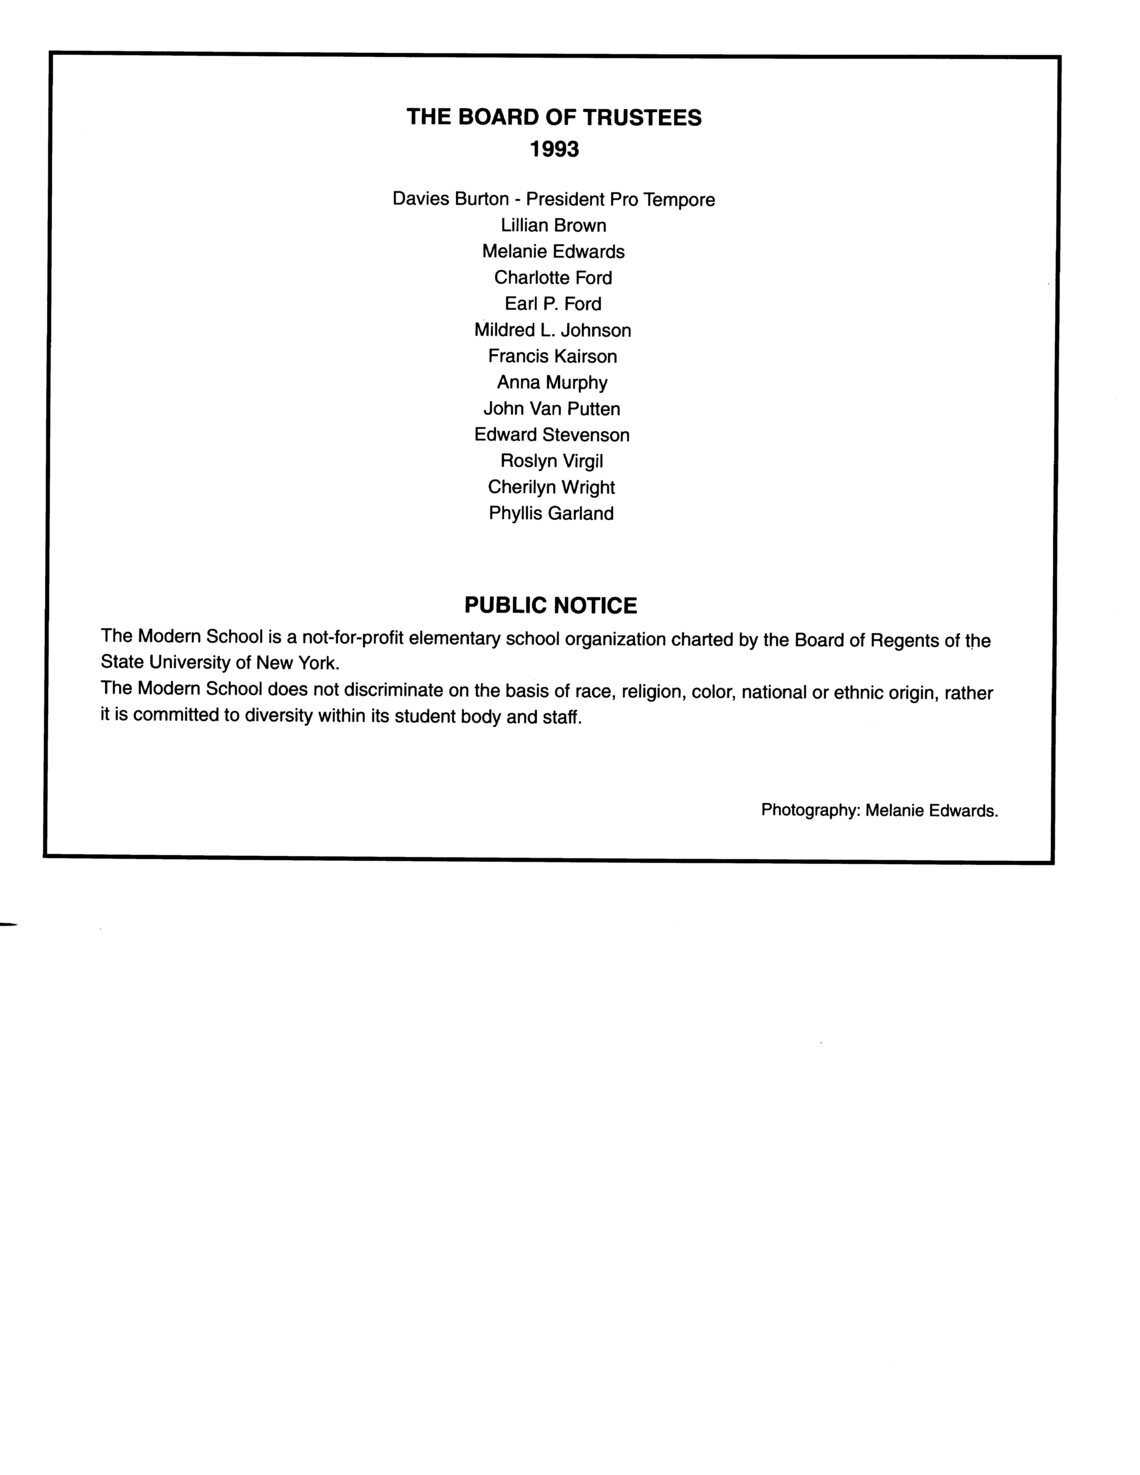 THE BOARD OF TRUSTEES
1993
Davies Burton - President Pro Tempore
Lillian Brown
Melanie Edwards
Charlotte Ford
Earl P. Ford
Mildred L. Johnson
Francis Kairson
Anna Murphy
John Van Putten
Edward Stevenson
Roslyn Virgil
Cherilyn Wright
Phyllis Garland
PUBLIC NOTICE
The Modern School is a not-for-profit elementary school organization charted by the Board of Regents of the
State University of New York.
The Modern School does not discriminate on the basis of race, religion, color, national or ethnic origin, rather
it is committed to diversity within its student body and staff.
Photography: Melanie Edwards.